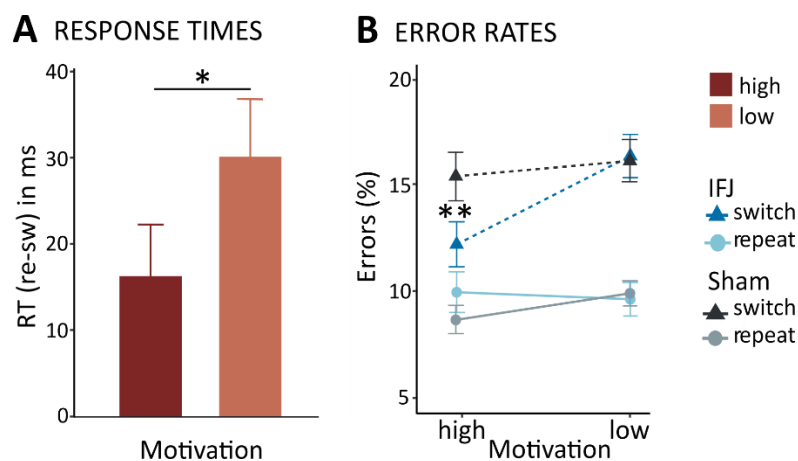 A RESPONSE TIMES
*
RT (re-sw) in ms
40
30
20
10
0
Motivation
B ERROR RATES
**
Errors (%)
20
15
10
5
high
low
Motivation
high
low
IFJ
switch
repeat
Sham
switch
repeat